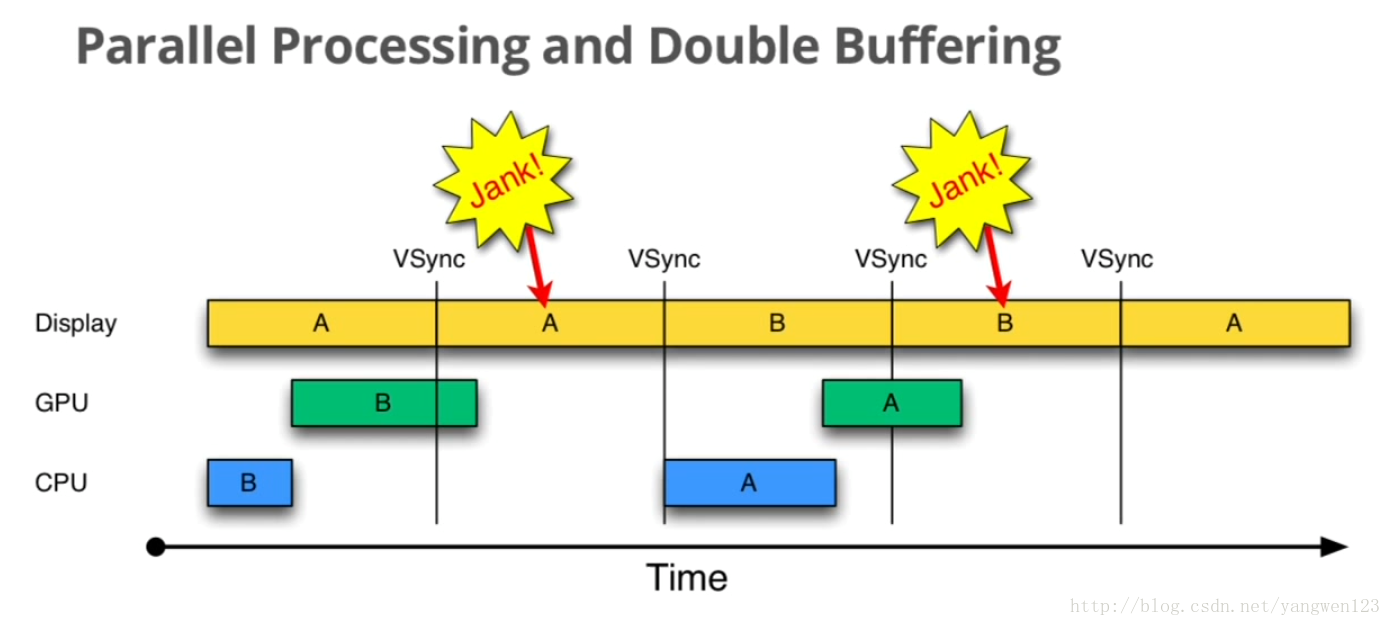 Parallel Processing and Double Buffering
Jank!
Jank!
VSync
VSync
VSync
VSync
Display
A
A
B
B
A
GPU
B
A
CPU
B
A
Time
http://blog.csdn.net/yangwen123